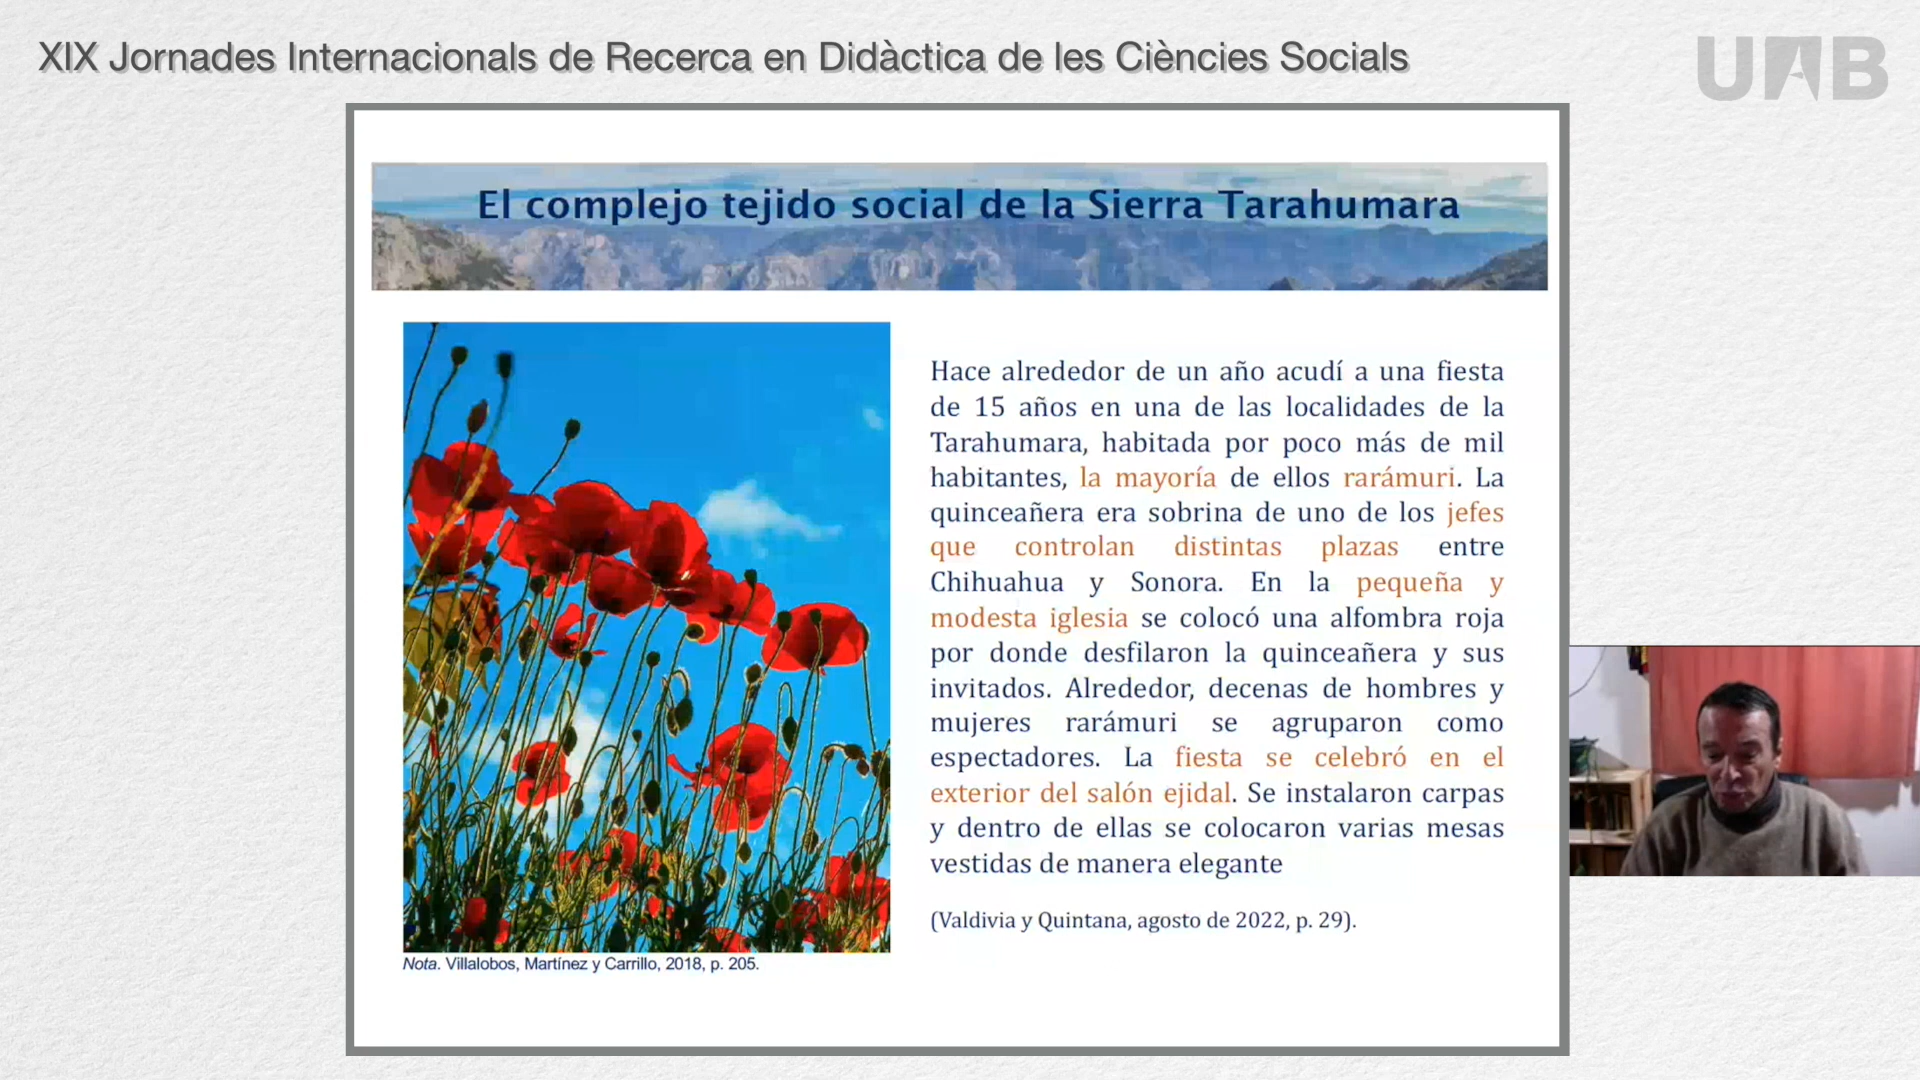 XIX Jornades Internacionals de Recerca en Didàctica de les Ciències Socials
UAB
El complejo tejido social de la Sierra Tarahumara
Hace alrededor de un año acudí a una fiesta
de 15 años en una de las localidades de la
Tarahumara, habitada por poco más de mil
habitantes, la mayoría de ellos rarámuri. La
quinceañera era sobrina de uno de los jefes
que controlan distintas plazas entre
Chihuahua y Sonora. En la pequeña y
modesta iglesia se colocó una alfombra roja
por donde desfilaron la quinceañera y sus
invitados. Alrededor, decenas de hombres y
mujeres rarámuri se agruparon como
espectadores. La fiesta se celebró en el
exterior del salón ejidal. Se instalaron carpas
y dentro de ellas se colocaron varias mesas
vestidas de manera elegante
(Valdivia y Quintana, agosto de 2022, p. 29).
Nota. Villalobos, Martínez y Carrillo, 2018, p. 205.